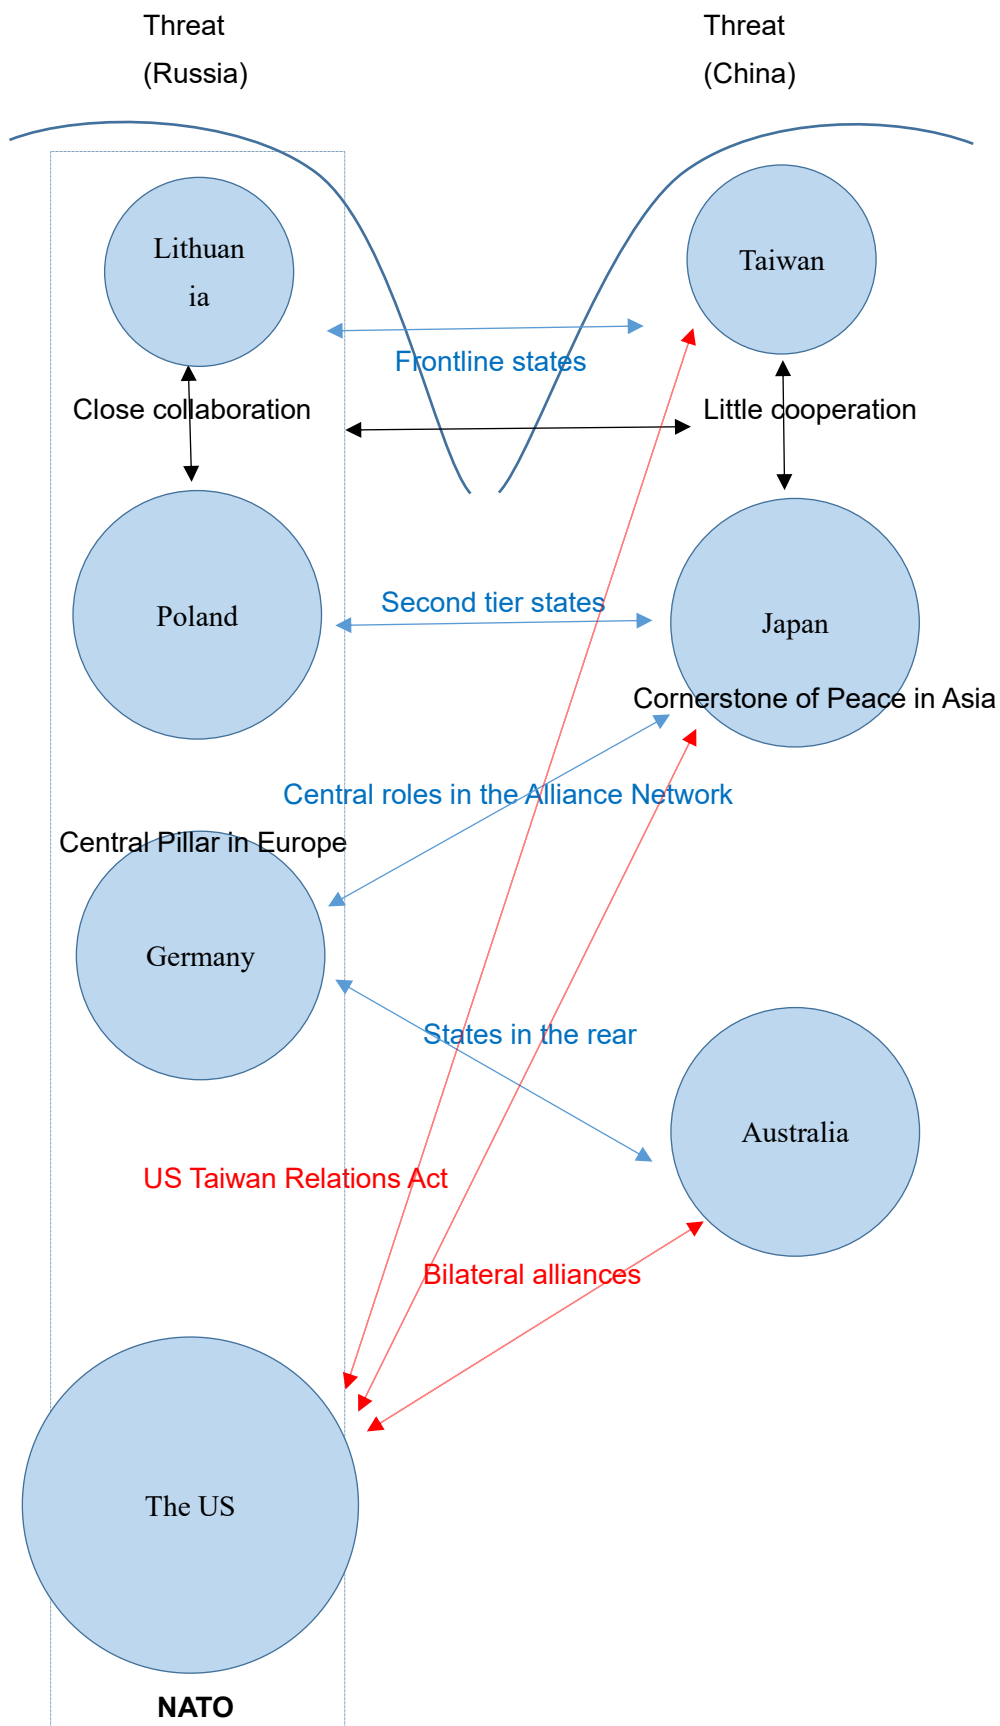 Threat
(Russia)
Threat
(China)
Lithuan
ia
Taiwan
Frontline states
Close collaboration
Little cooperation
Second tier states
Poland
Japan
Cornerstone of Peace in Asia
Central roles in the Alliance Network
Central Pillar in Europe
Germany
States in the rear
Australia
US Taiwan Relations Act
Bilateral alliances
The US
NATO